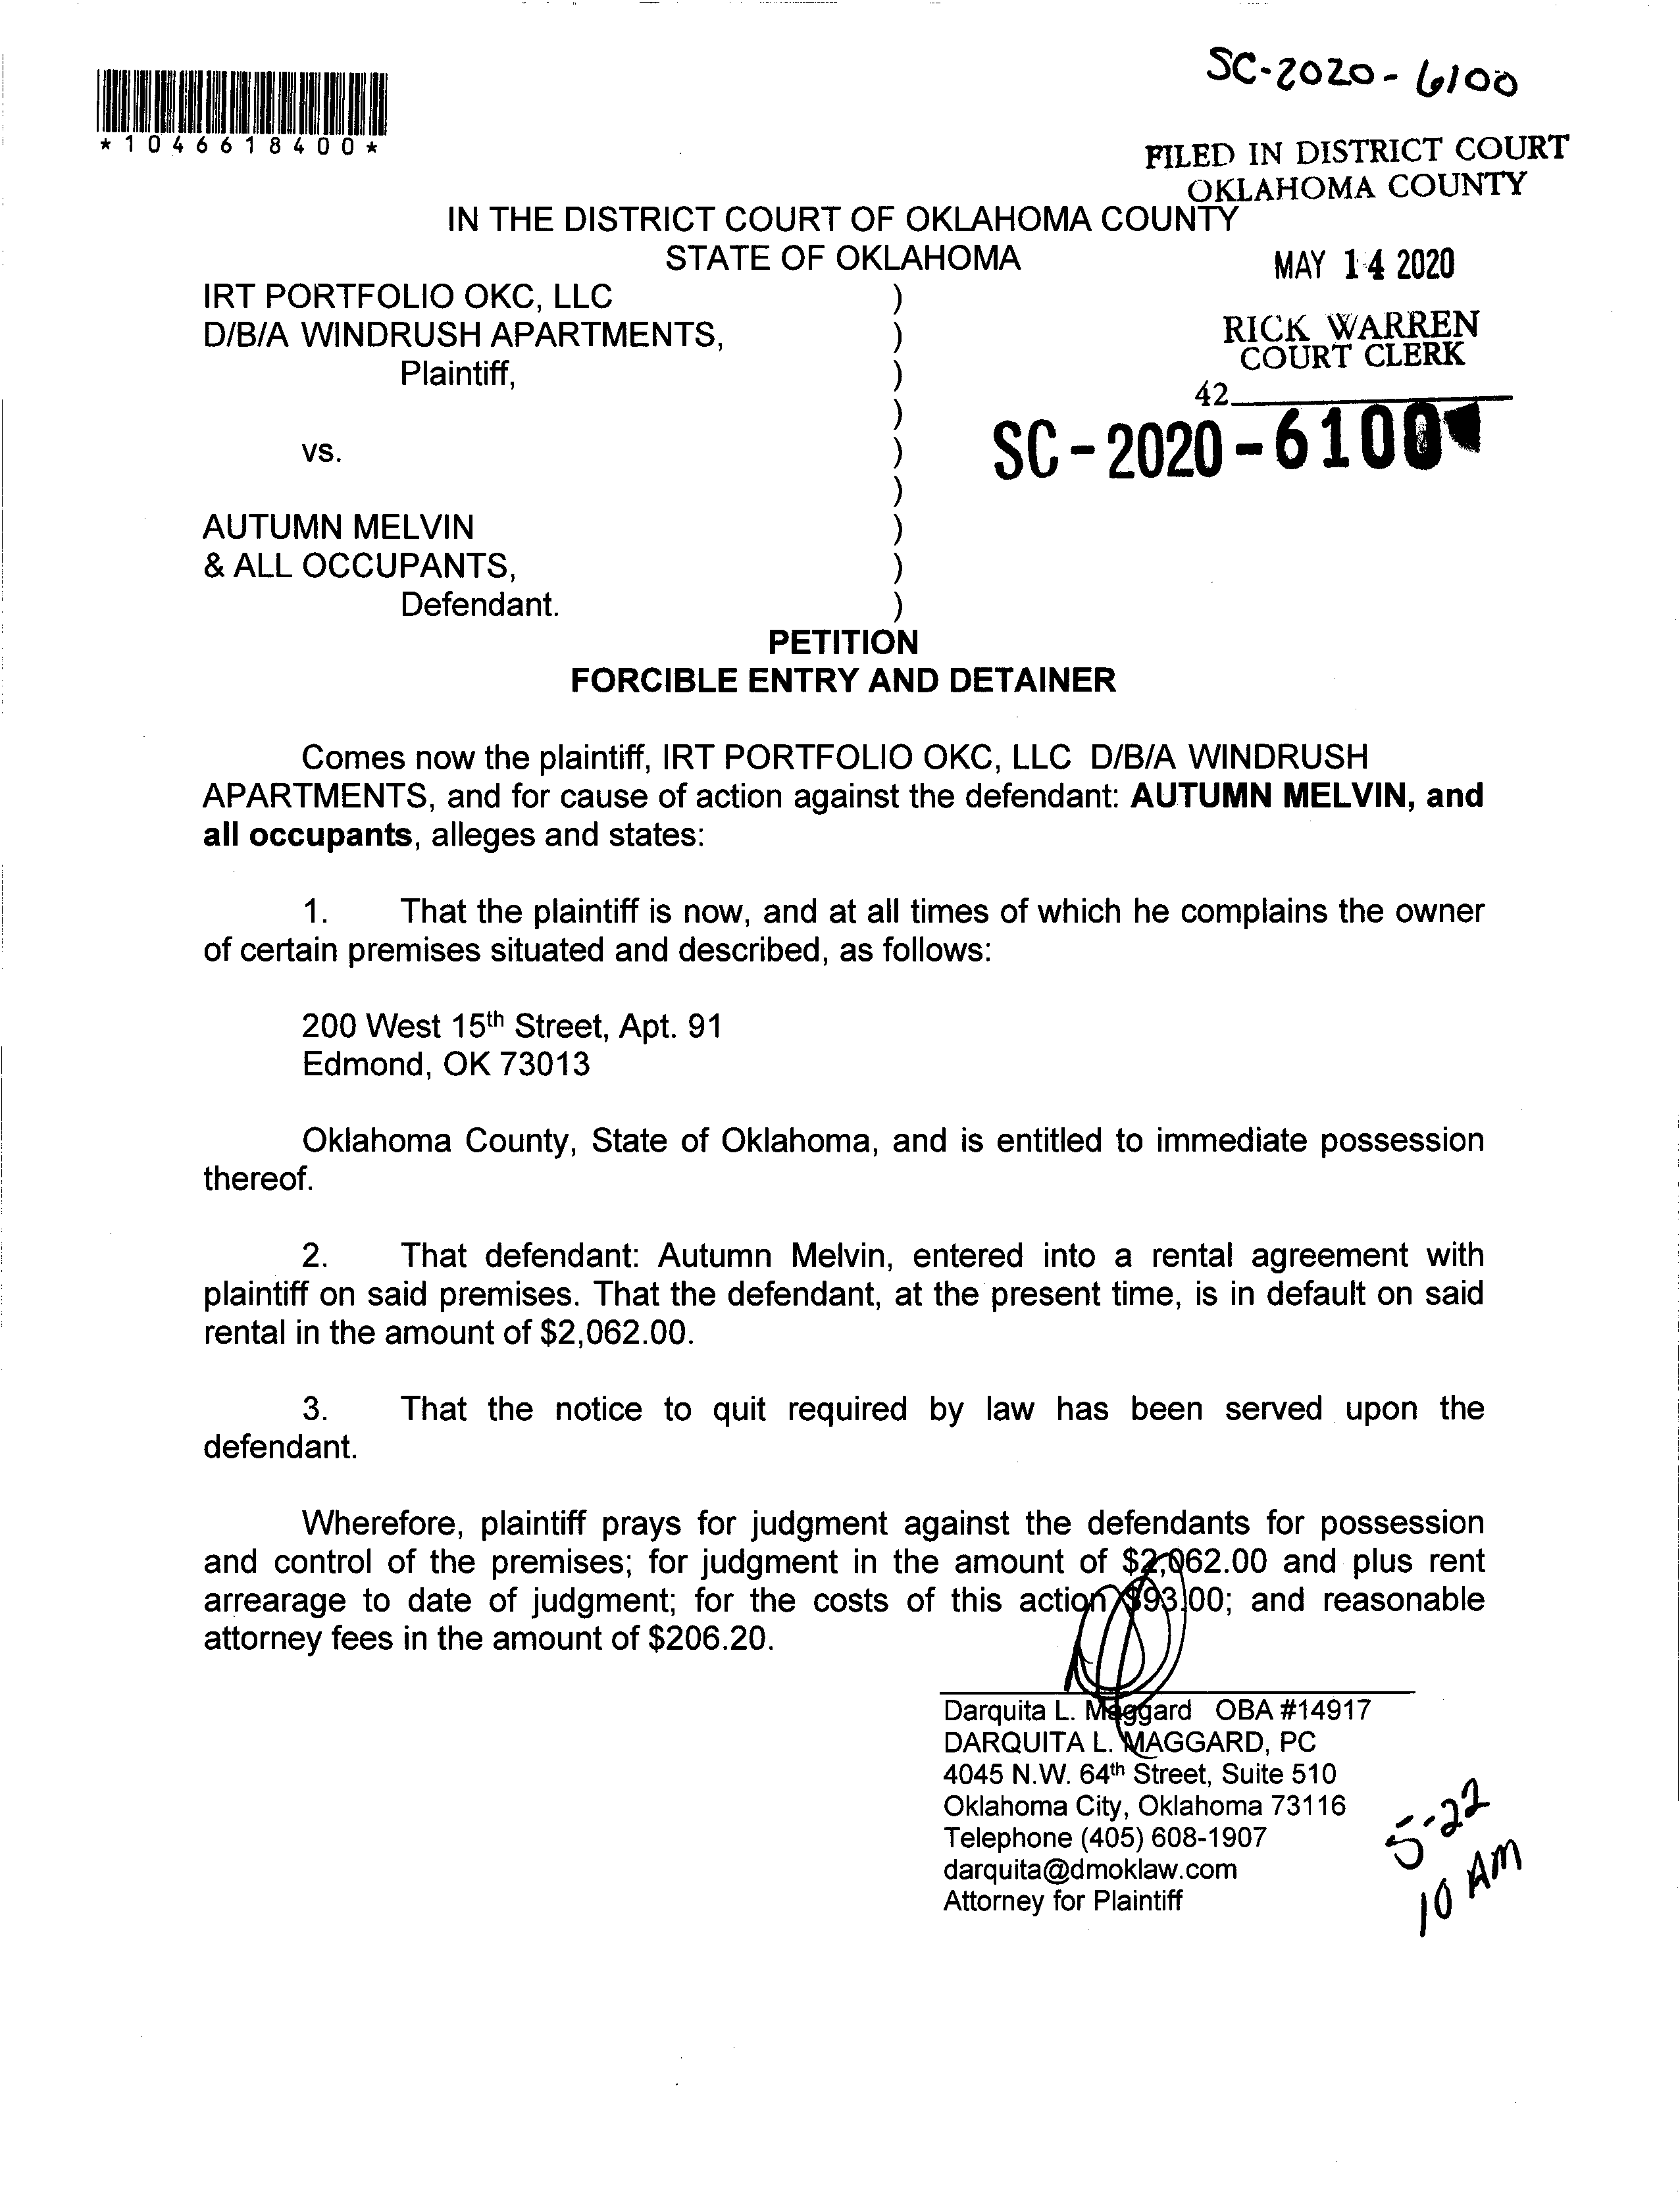 SC-2020-6100
*1046618400*
FILED IN DISTRICT COURT
OKLAHOMA COUNTY
IN THE DISTRICT COURT OF OKLAHOMA COUNTY
STATE OF OKLAHOMA
MAY 14 2020
IRT PORTFOLIO OKC, LLC )
D/B/A WINDRUSH APARTMENTS, )
RICK WARREN
COURT CLERK
Plaintiff, )
42
)
SC-2020-6100
vs. )
)
AUTUMN MELVIN )
& ALL OCCUPANTS, )
Defendant. )
PETITION
FORCIBLE ENTRY AND DETAINER
Comes now the plaintiff, IRT PORTFOLIO OKC, LLC D/B/A WINDRUSH
APARTMENTS, and for cause of action against the defendant: AUTUMN MELVIN, and
all occupants, alleges and states:
1. That the plaintiff is now, and at all times of which he complains the owner
of certain premises situated and described, as follows:
200 West 15th Street, Apt. 91
Edmond, OK 73013
Oklahoma County, State of Oklahoma, and is entitled to immediate possession
thereof.
2. That defendant: Autumn Melvin, entered into a rental agreement with
plaintiff on said premises. That the defendant, at the present time, is in default on said
rental in the amount of $2,062.00.
3. That the notice to quit required by law has been served upon the
defendant.
Wherefore, plaintiff prays for judgment against the defendants for possession
and control of the premises; for judgment in the amount of $2,062.00 and plus rent
arrearage to date of judgment; for the costs of this action $93.00; and reasonable
attorney fees in the amount of $206.20.
Darquita L. Maggard OBA #14917
DARQUITA L. MAGGARD, PC
4045 N.W. 64th Street, Suite 510
Oklahoma City, Oklahoma 73116
Telephone (405) 608-1907
darquita@dmoklaw.com
Attorney for Plaintiff
5-22
10 AM